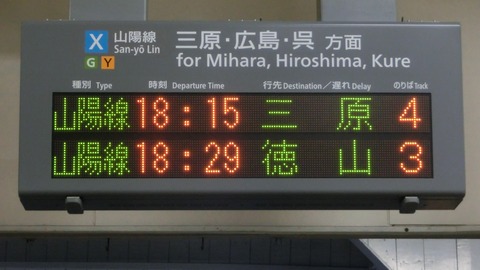 X 山陽線 三原・広島・呉 方面
G Y San-yō Lin for Mihara, Hiroshima, Kure
種別 Type 時刻 Departure Time 行先 Destination/遅れ Delay のりば Track
山陽線 18:15 三原 4
山陽線 18:29 徳山 3